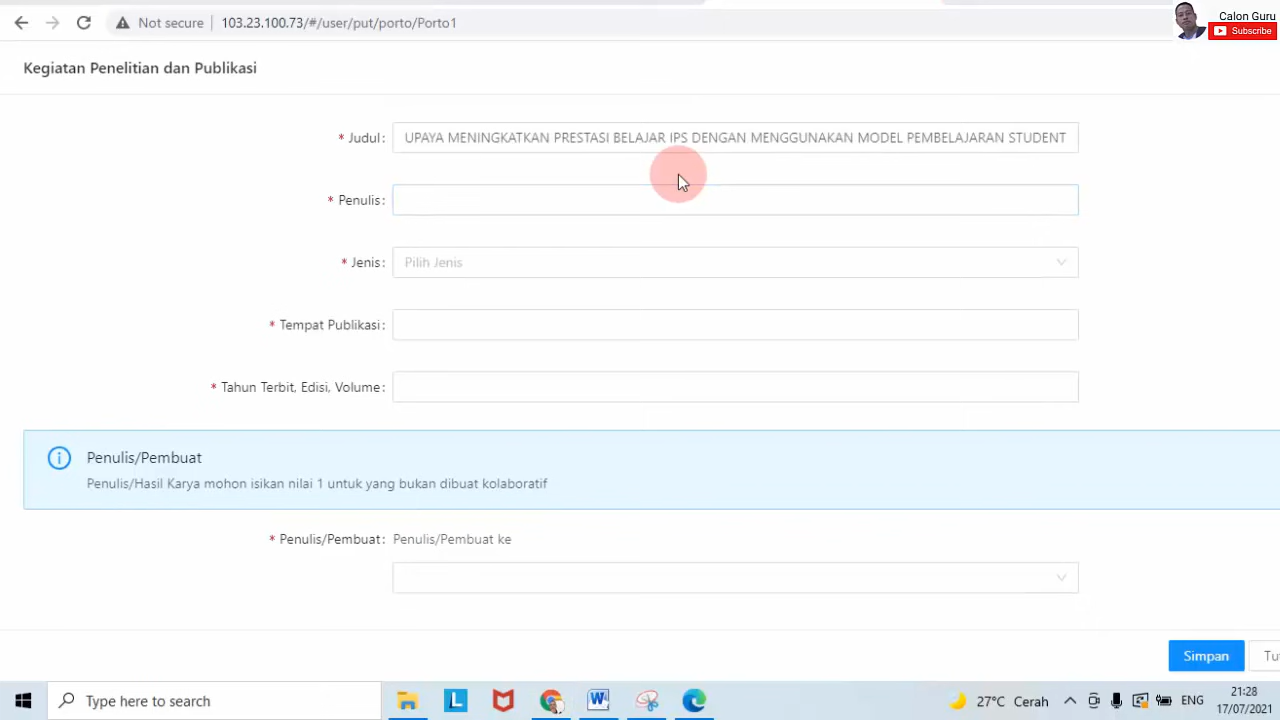 Not secure
103.23.100.73/#/user/put/porto/Porto1
Calon Guru
Subscribe
Kegiatan Penelitian dan Publikasi
* Judul:
UPAYA MENINGKATKAN PRESTASI BELAJAR IPS DENGAN MENGGUNAKAN MODEL PEMBELAJARAN STUDENT
* Penulis:
* Jenis:
Pilih Jenis
* Tempat Publikasi:
* Tahun Terbit, Edisi, Volume:
Penulis/Pembuat
Penulis/Hasil Karya mohon isikan nilai 1 untuk yang bukan dibuat kolaboratif
* Penulis/Pembuat:
Penulis/Pembuat ke
Simpan
Tu
Type here to search
27°C Cerah
ENG
21:28
17/07/2021